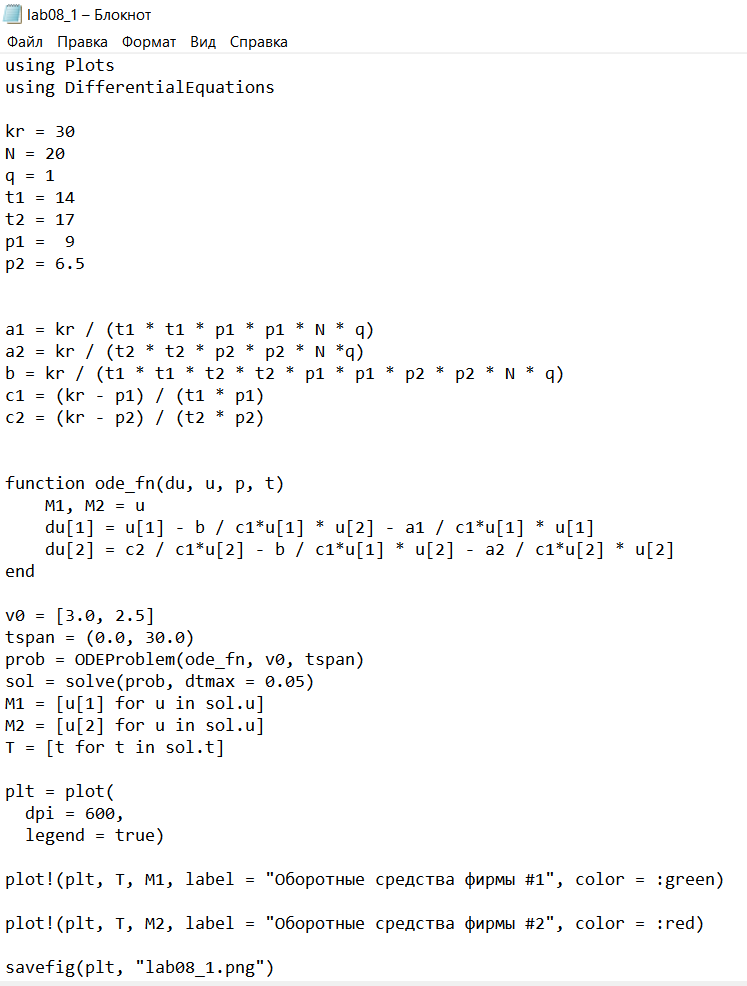 lab08_1 – Блокнот
Файл Правка Формат Вид Справка
using Plots
using DifferentialEquations
kr = 30
N = 20
q = 1
t1 = 14
t2 = 17
p1 =  9
p2 = 6.5
a1 = kr / (t1 * t1 * p1 * p1 * N * q)
a2 = kr / (t2 * t2 * p2 * p2 * N *q)
b = kr / (t1 * t1 * t2 * t2 * p1 * p1 * p2 * p2 * N * q)
c1 = (kr - p1) / (t1 * p1)
c2 = (kr - p2) / (t2 * p2)
function ode_fn(du, u, p, t)
    M1, M2 = u
    du[1] = u[1] - b / c1*u[1] * u[2] - a1 / c1*u[1] * u[1]
    du[2] = c2 / c1*u[2] - b / c1*u[1] * u[2] - a2 / c1*u[2] * u[2]
end
v0 = [3.0, 2.5]
tspan = (0.0, 30.0)
prob = ODEProblem(ode_fn, v0, tspan)
sol = solve(prob, dtmax = 0.05)
M1 = [u[1] for u in sol.u]
M2 = [u[2] for u in sol.u]
T = [t for t in sol.t]
plt = plot(
  dpi = 600,
  legend = true)
plot!(plt, T, M1, label = "Оборотные средства фирмы #1", color = :green)
plot!(plt, T, M2, label = "Оборотные средства фирмы #2", color = :red)
savefig(plt, "lab08_1.png")